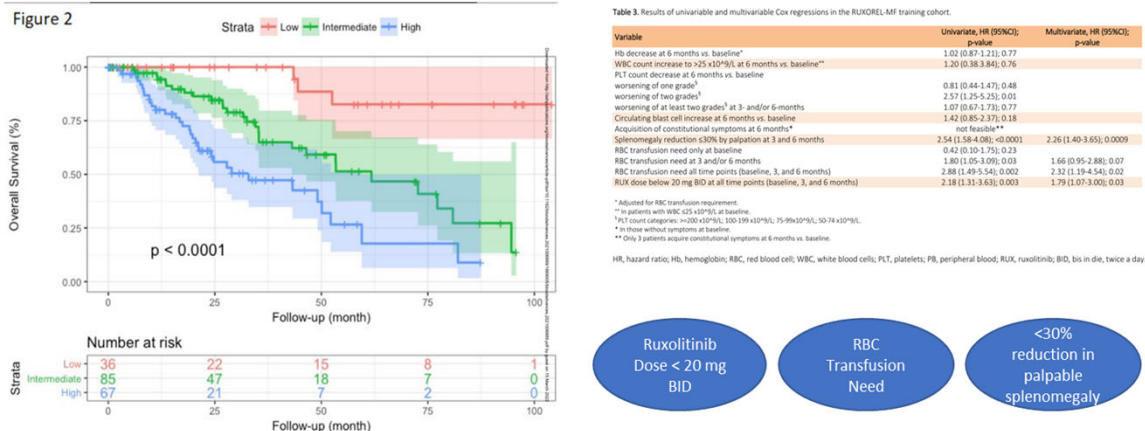 Figure 2
Strata Low Intermediate High
Overall Survival (%)
1.00
0.75
0.50
0.25
0.00
p < 0.0001
0 25 50 75 100
Follow-up (month)
Number at risk
Strata
Low 36 22 15 8 1
Intermediate 85 47 18 7 0
High 67 21 7 2 0
0 25 50 75 100
Follow-up (month)
Table 3. Results of univariable and multivariable Cox regressions in the RUXOREL-MF training cohort.
Variable Univariate, HR (95%CI); p-value Multivariate, HR (95%CI); p-value
Hb decrease at 6 months vs. baseline° 1.02 (0.87-1.21); 0.77
WBC count increase to >25 x10^9/L at 6 months vs. baseline°° 1.20 (0.38.3.84); 0.76
PLT count decrease at 6 months vs. baseline
worsening of one grade§ 0.81 (0.44-1.47); 0.48
worsening of two grades§ 2.57 (1.25-5.25); 0.01
worsening of at least two grades§ at 3- and/or 6-months 1.07 (0.67-1.73); 0.77
Circulating blast cell increase at 6 months vs. baseline 1.42 (0.85-2.37); 0.18
Acquisition of constitutional symptoms at 6 months* not feasible**
Splenomegaly reduction ≤30% by palpation at 3 and 6 months 2.54 (1.58-4.08); <0.0001 2.26 (1.40-3.65); 0.0009
RBC transfusion need only at baseline 0.42 (0.10-1.75); 0.23
RBC transfusion need at 3 and/or 6 months 1.80 (1.05-3.09); 0.03 1.66 (0.95-2.88); 0.07
RBC transfusion need all time points (baseline, 3, and 6 months) 2.88 (1.49-5.54); 0.002 2.32 (1.19-4.54); 0.02
RUX dose below 20 mg BID at all time points (baseline, 3, and 6 months) 2.18 (1.31-3.63); 0.003 1.79 (1.07-3.00); 0.03
° Adjusted for RBC transfusion requirement.
°° In patients with WBC ≤25 x10^9/L at baseline.
§ PLT count categories: >=200 x10^9/L; 100-199 x10^9/L; 75-99x10^9/L; 50-74 x10^9/L.
* In those without symptoms at baseline.
** Only 3 patients acquire constitutional symptoms at 6 months vs. baseline.
HR, hazard ratio; Hb, hemoglobin; RBC, red blood cell; WBC, white blood cells; PLT, platelets; PB, peripheral blood; RUX, ruxolitinib; BID, bis in die, twice a day
Ruxolitinib
Dose < 20 mg
BID
RBC
Transfusion
Need
<30%
reduction in
palpable
splenomegaly